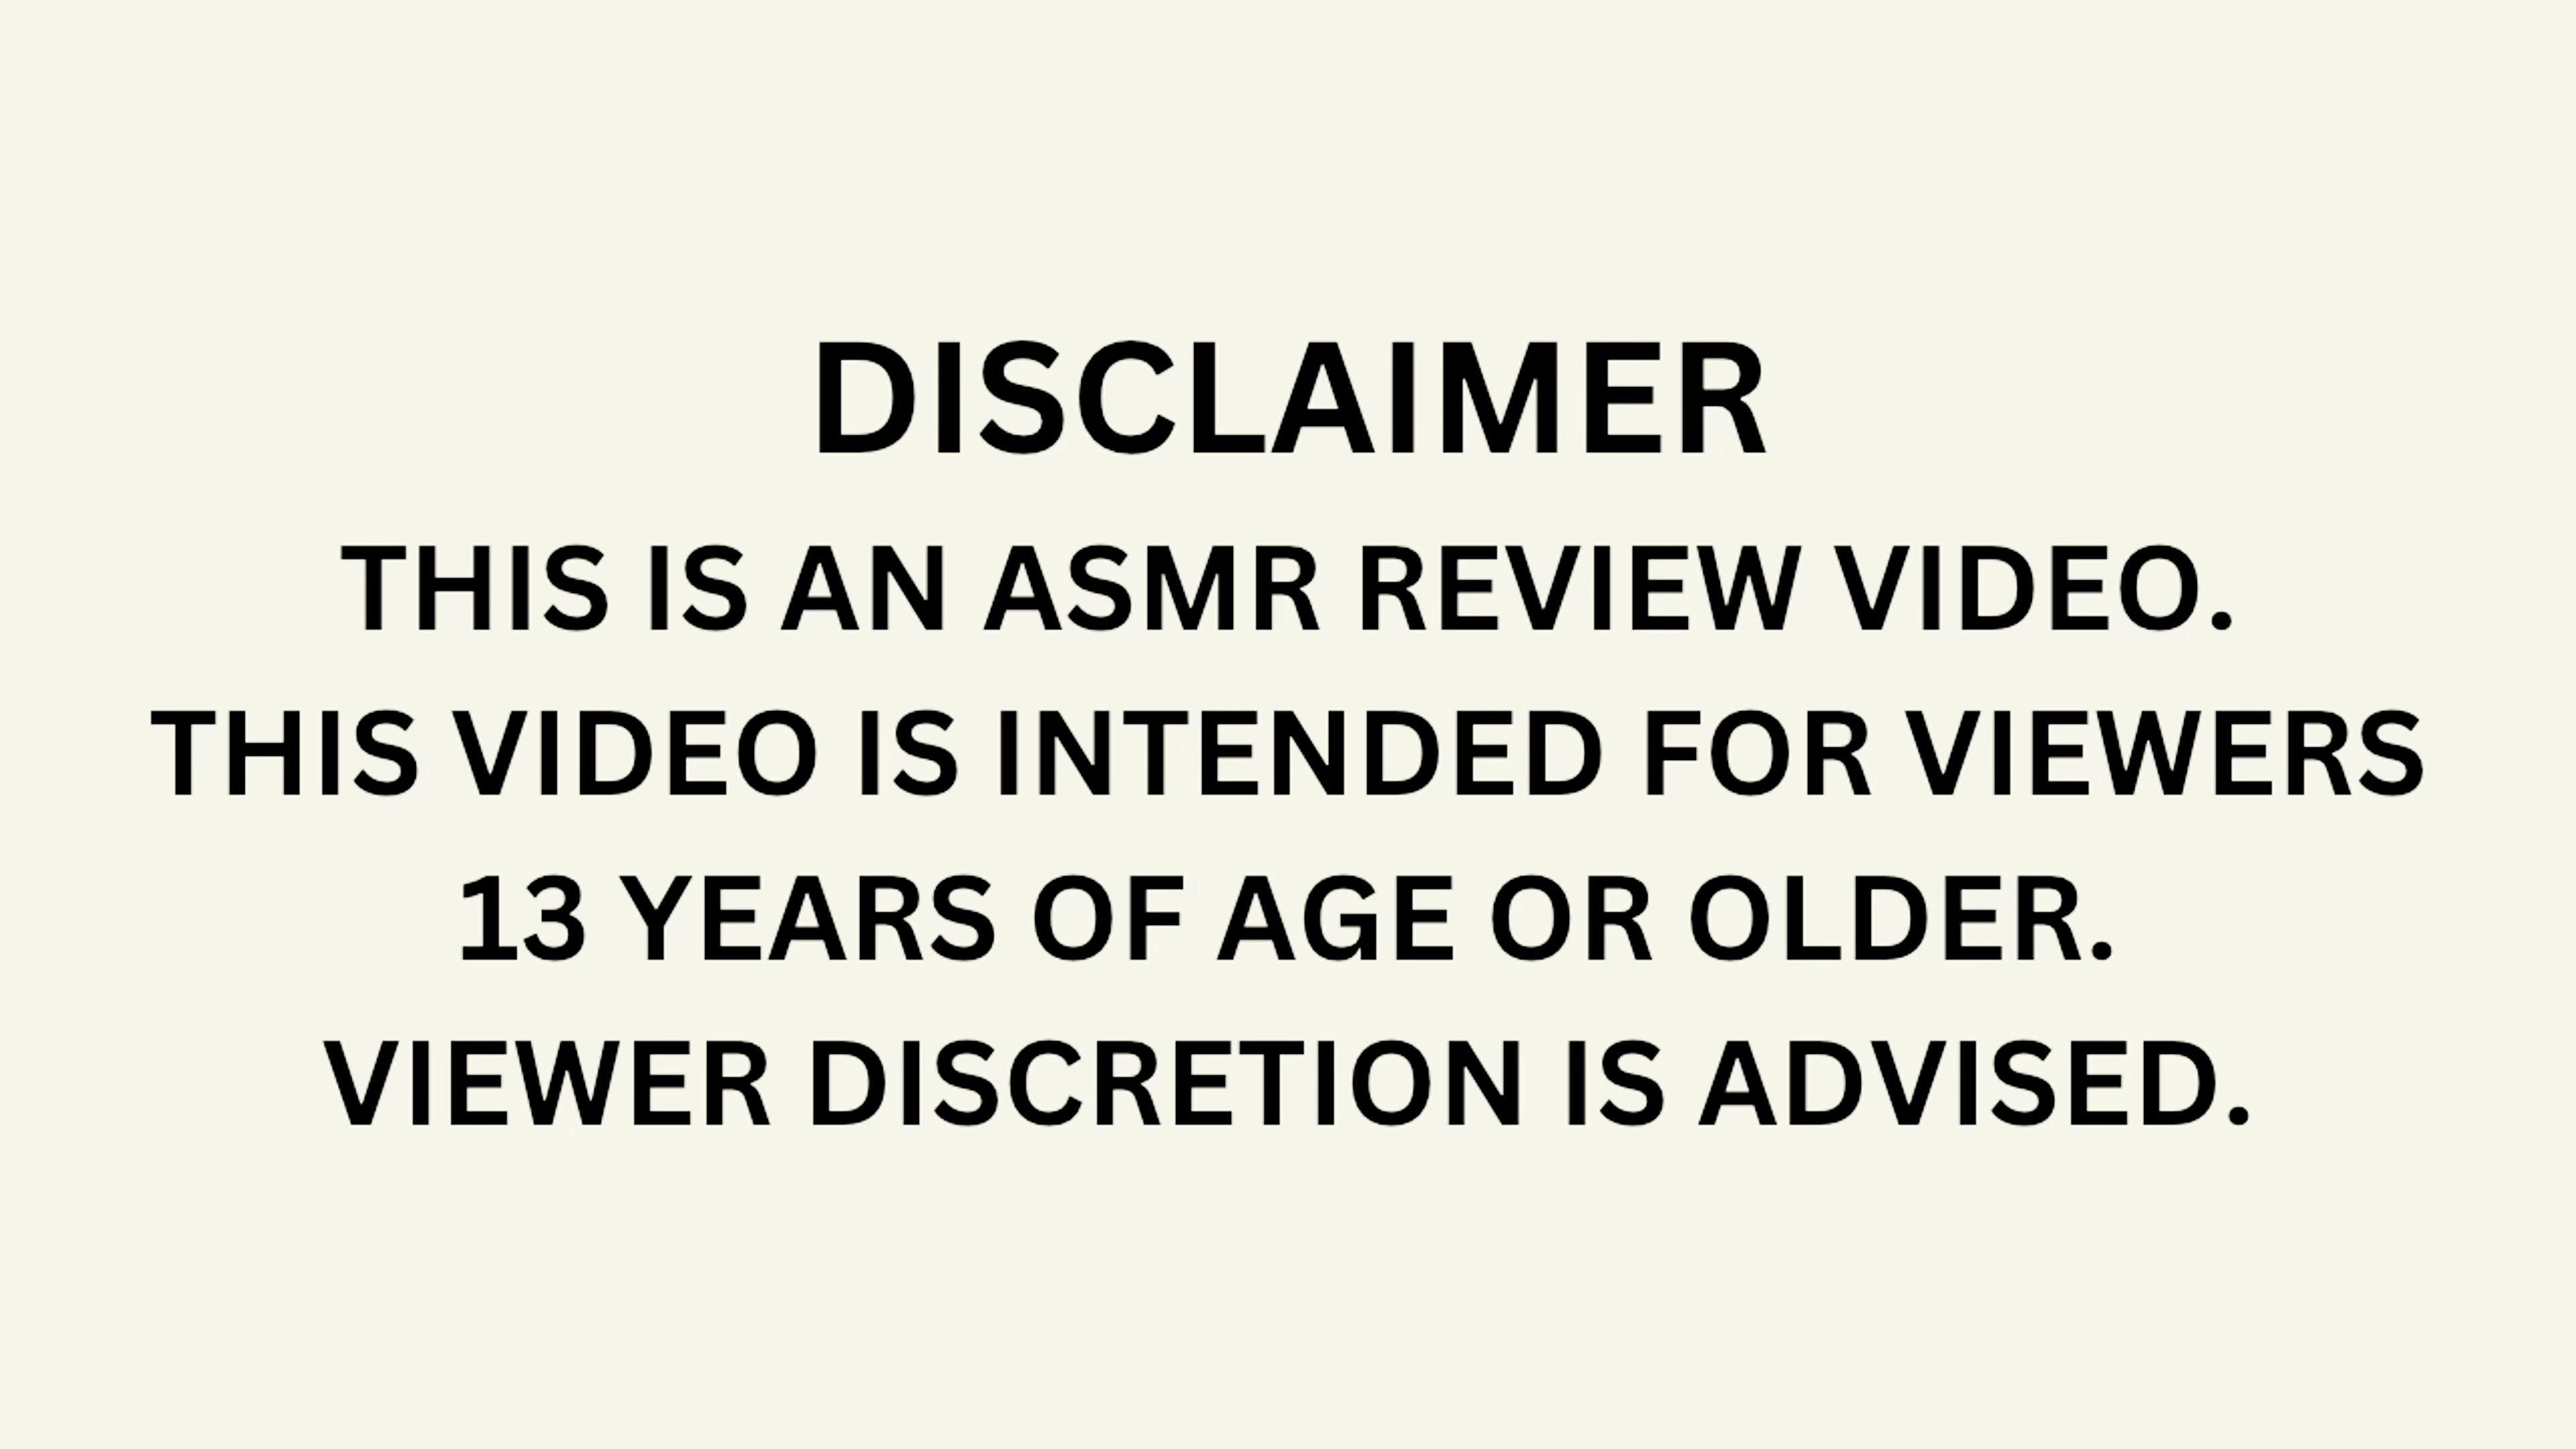 DISCLAIMER
THIS IS AN ASMR REVIEW VIDEO.
THIS VIDEO IS INTENDED FOR VIEWERS
13 YEARS OF AGE OR OLDER.
VIEWER DISCRETION IS ADVISED.